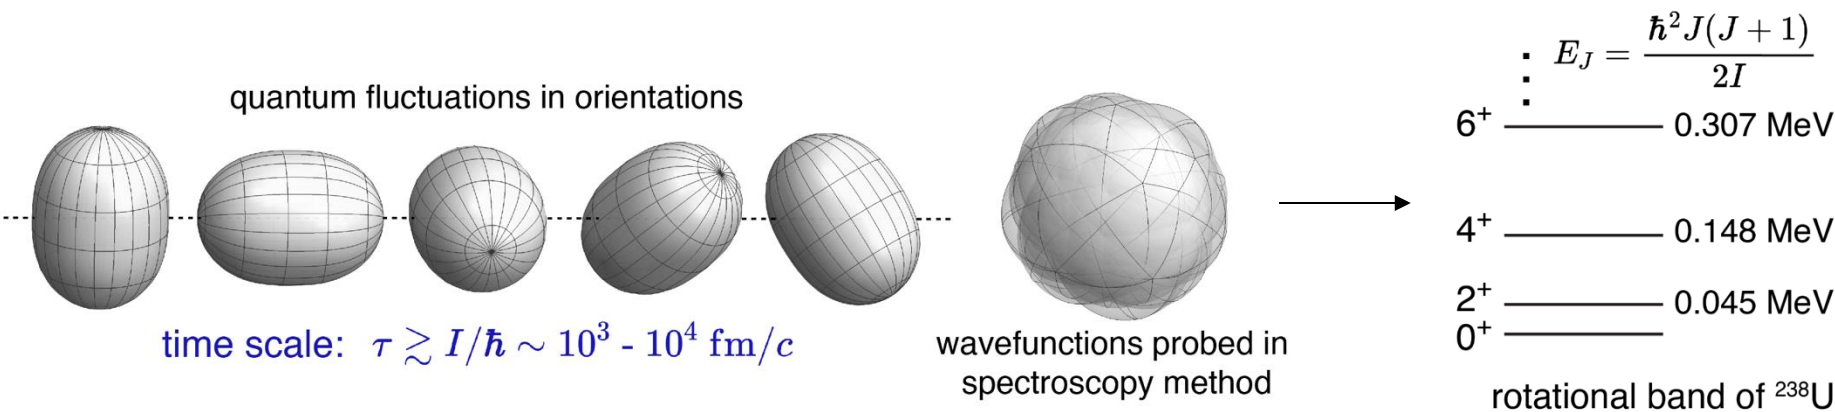 quantum fluctuations in orientations
time scale: τ ≳ I/ħ ~ 10³ - 10⁴ fm/c
wavefunctions probed in
spectroscopy method
E_J = ħ²J(J + 1) / 2I
6⁺ 0.307 MeV
4⁺ 0.148 MeV
2⁺ 0.045 MeV
0⁺
rotational band of ²³⁸U